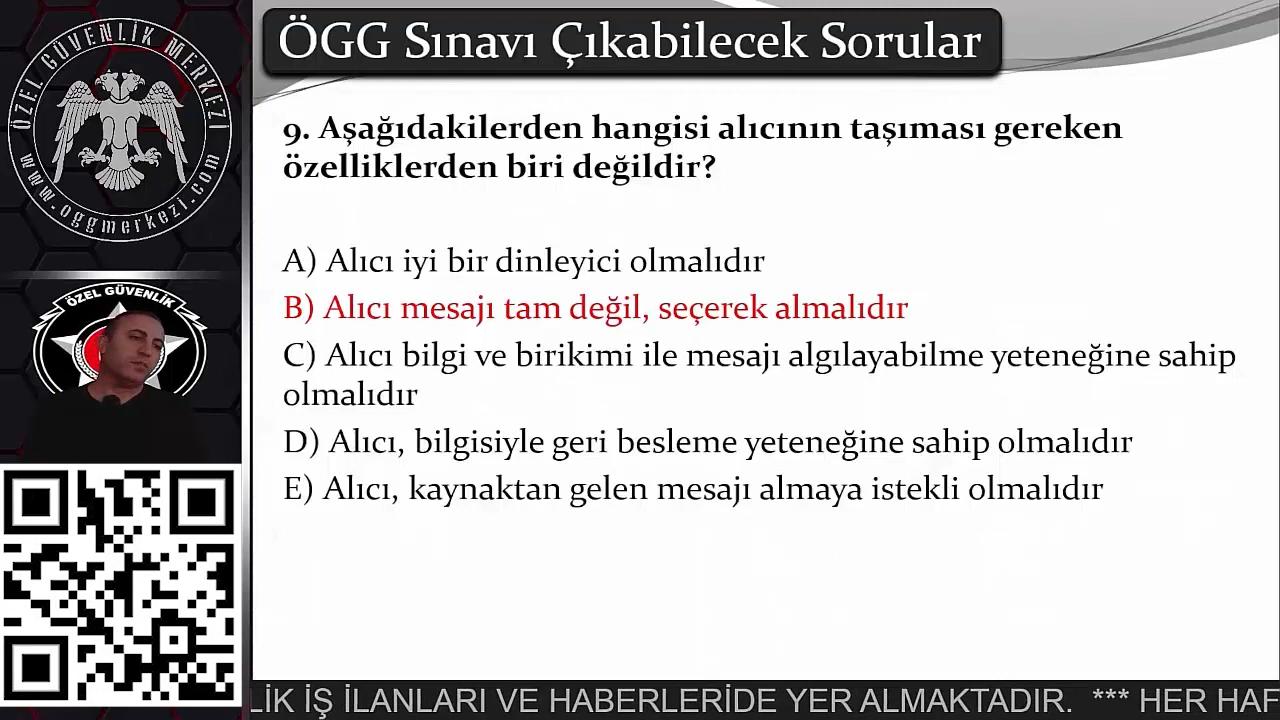 ÖGG Sınavı Çıkabilecek Sorular
ÖZEL GÜVENLİK MERKEZİ
www.oggmerkezi.com
9. Aşağıdakilerden hangisi alıcının taşıması gereken
özelliklerden biri değildir?
A) Alıcı iyi bir dinleyici olmalıdır
B) Alıcı mesajı tam değil, seçerek almalıdır
C) Alıcı bilgi ve birikimi ile mesajı algılayabilme yeteneğine sahip
olmalıdır
D) Alıcı, bilgisiyle geri besleme yeteneğine sahip olmalıdır
E) Alıcı, kaynaktan gelen mesajı almaya istekli olmalıdır
ÖZEL GÜVENLİK
LİK İŞ İLANLARI VE HABERLERİDE YER ALMAKTADIR. *** HER HAF